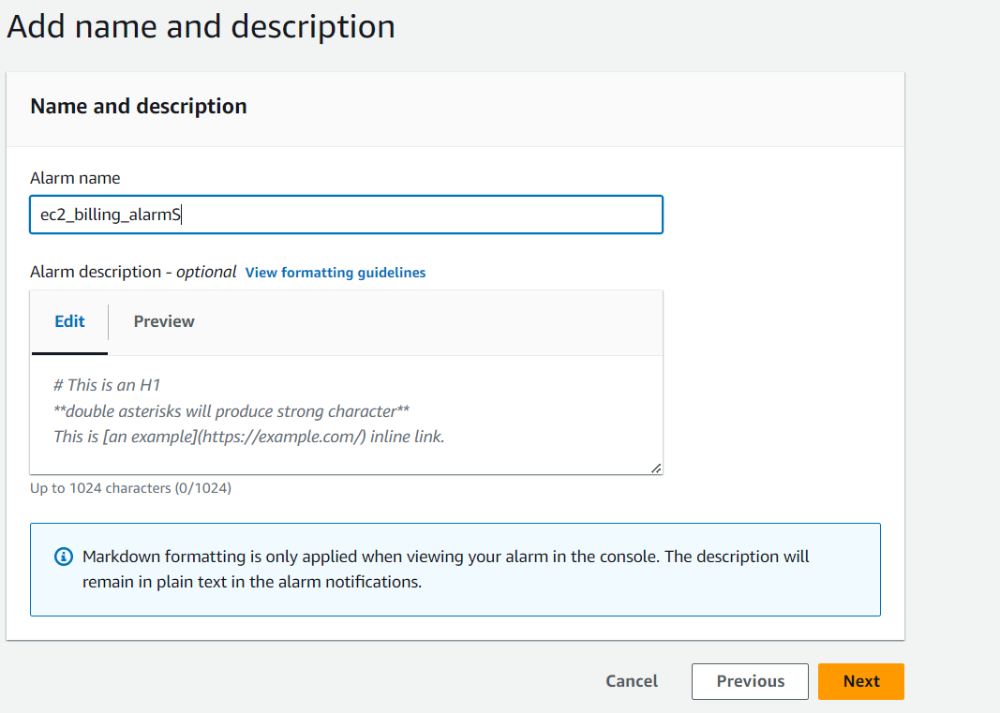 Add name and description
Name and description
Alarm name
ec2_billing_alarmS
Alarm description - optional View formatting guidelines
Edit Preview
# This is an H1
**double asterisks will produce strong character**
This is [an example](https://example.com/) inline link.
Up to 1024 characters (0/1024)
Markdown formatting is only applied when viewing your alarm in the console. The description will
remain in plain text in the alarm notifications.
Cancel Previous Next